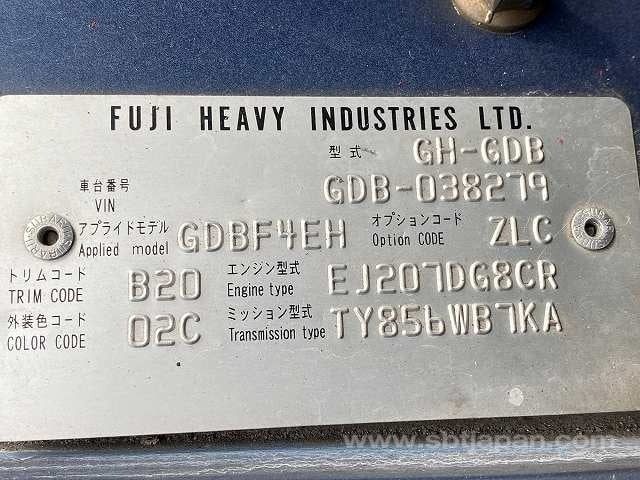 FUJI HEAVY INDUSTRIES LTD.
型式 GH-GDB
車台番号 VIN GDB-038279
アプライドモデル Applied model GDBF4EH オプションコード Option CODE ZLC
トリムコード TRIM CODE B20 エンジン型式 Engine type EJ207DG8CR
外装色コード COLOR CODE 02C ミッション型式 Transmission type TY856WB7KA
www.sbtjapan.com